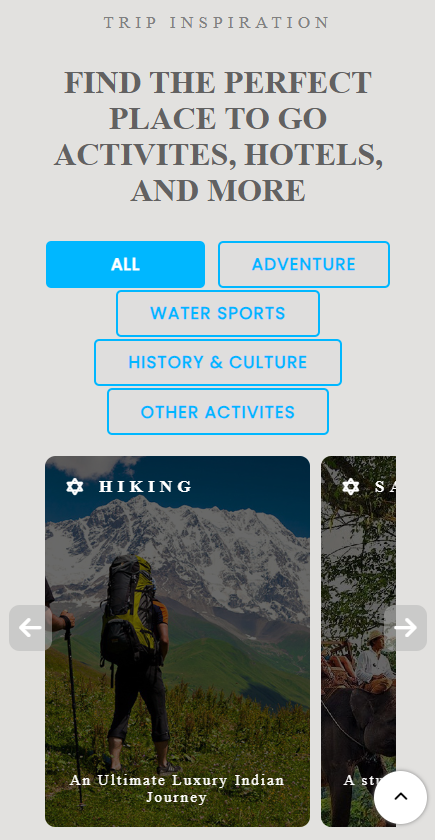 TRIP INSPIRATION
FIND THE PERFECT
PLACE TO GO
ACTIVITES, HOTELS,
AND MORE
ALL
ADVENTURE
WATER SPORTS
HISTORY & CULTURE
OTHER ACTIVITES
HIKING
An Ultimate Luxury Indian
Journey